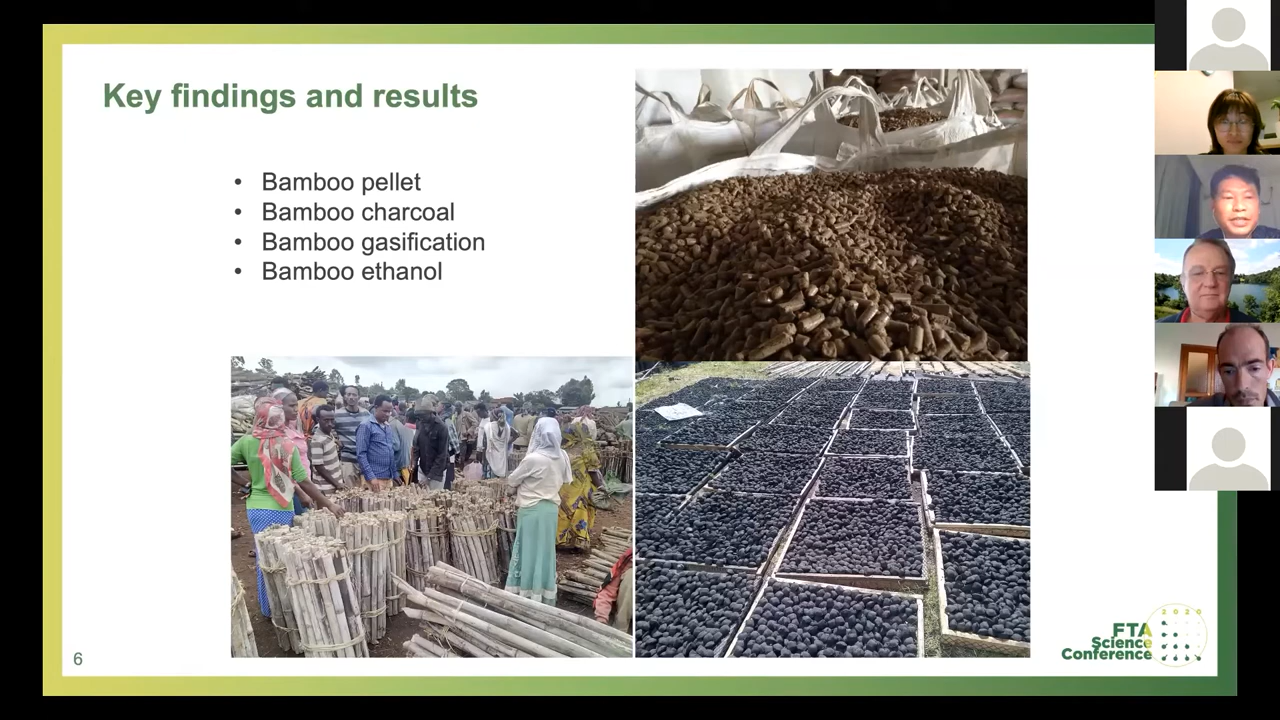 Key findings and results
• Bamboo pellet
• Bamboo charcoal
• Bamboo gasification
• Bamboo ethanol
6
FTA
Science
Conference
2020